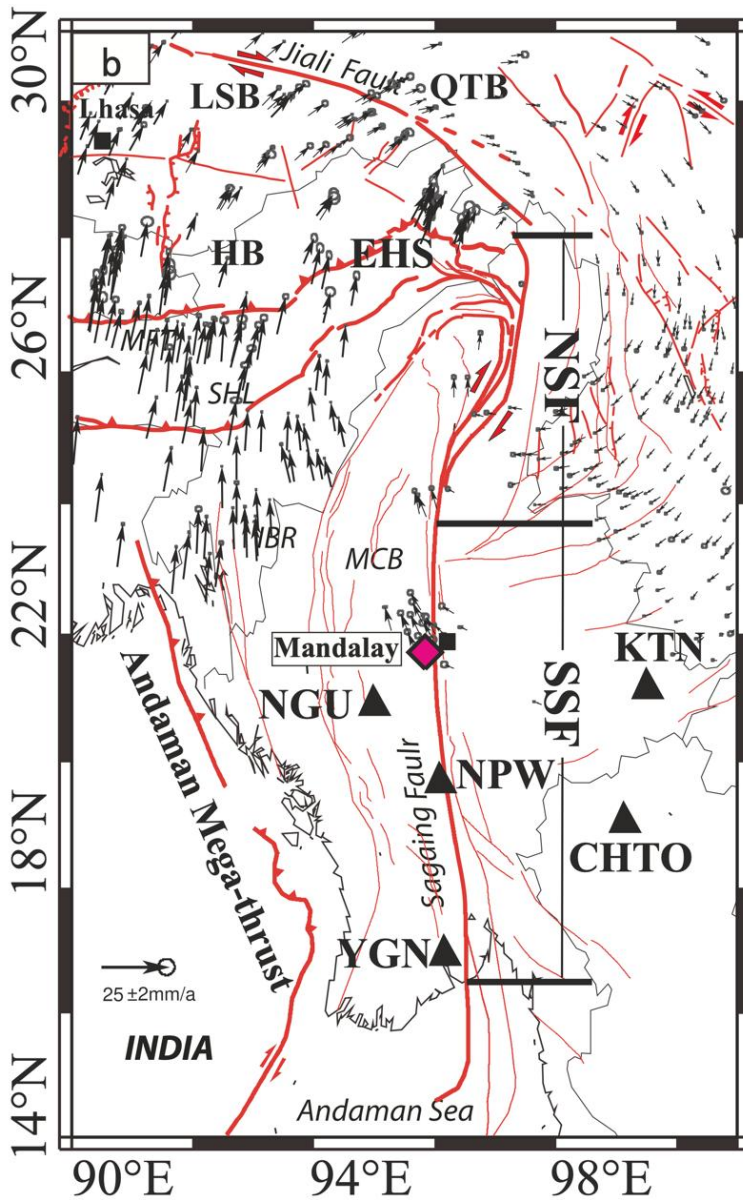 30°N
26°N
22°N
18°N
14°N
b
Jiali Fault
LSB
QTB
Lhasa
HB
EHS
MFT
SHL
NSF
IBR
MCB
Mandalay
KTN
NGU
SSF
NPW
Sagaing Faulr
CHTO
Andaman Mega-thrust
YGN
25 ±2mm/a
INDIA
Andaman Sea
90°E
94°E
98°E